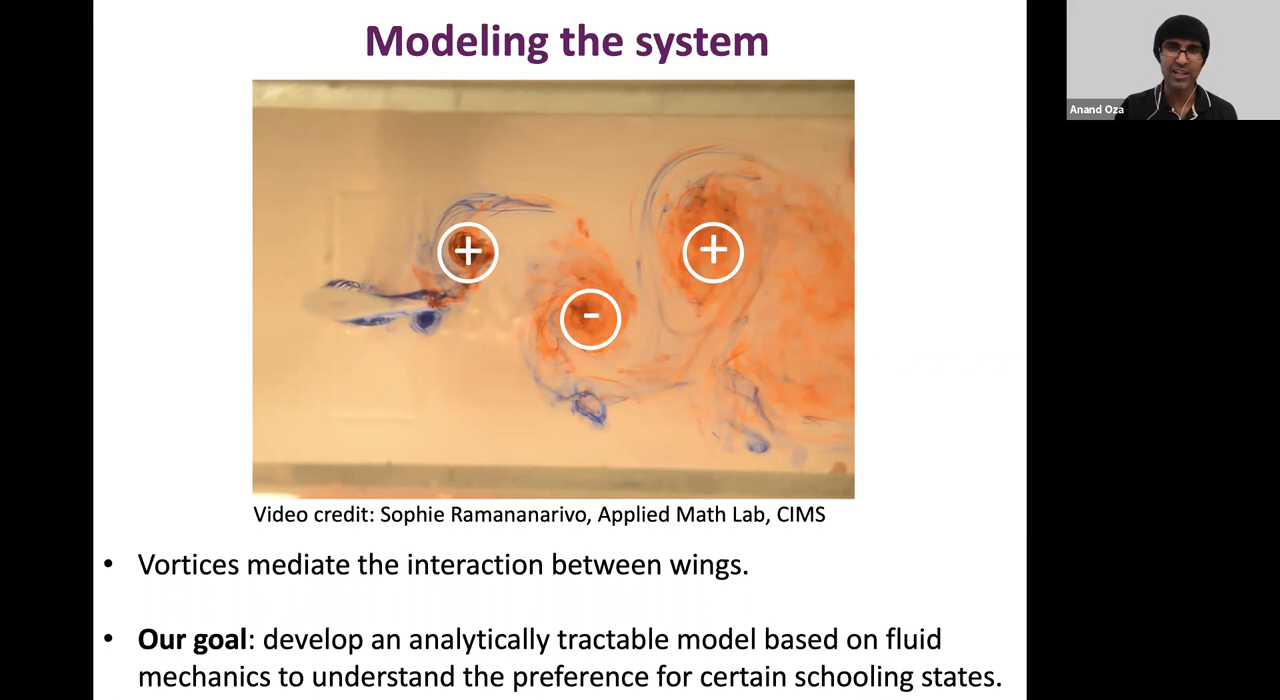 Modeling the system
Anand Oza
+
+
-
Video credit: Sophie Ramananarivo, Applied Math Lab, CIMS
• Vortices mediate the interaction between wings.
• Our goal: develop an analytically tractable model based on fluid
mechanics to understand the preference for certain schooling states.